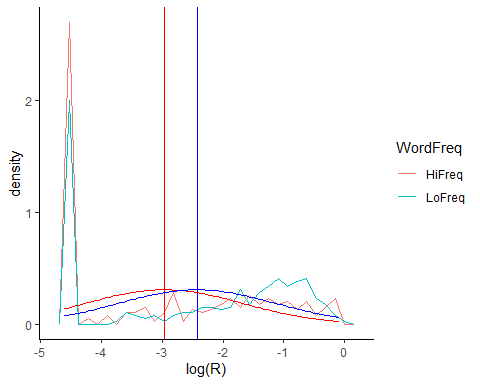 density
2
1
0
-5
-4
-3
-2
-1
0
log(R)
WordFreq
HiFreq
LoFreq